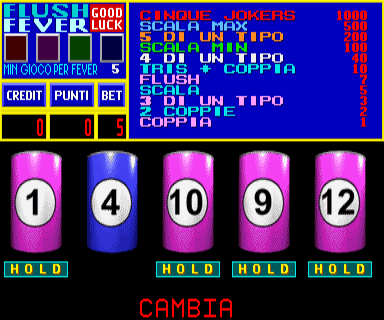 FLUSH
FEVER
GOOD
LUCK
MIN GIOCO PER FEVER 5
CREDIT PUNTI BET
0 0 5
CINQUE JOKERS 1000
SCALA MAX 500
5 DI UN TIPO 200
SCALA MIN 100
4 DI UN TIPO 40
TRIS + COPPIA 10
FLUSH 7
SCALA 5
3 DI UN TIPO 3
2 COPPIE 2
COPPIA 1
1 4 10 9 12
HOLD HOLD HOLD HOLD
CAMBIA